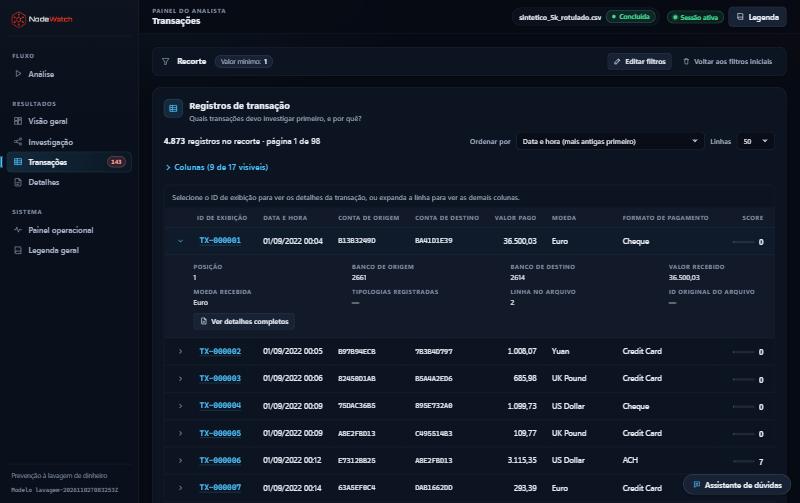 NodeWatch
PAINEL DO ANALISTA
Transações
sintetico_5k_rotulado.csv Concluída Sessão ativa Legenda
FLUXO
Análise
RESULTADOS
Visão geral
Investigação
Transações 143
Detalhes
SISTEMA
Painel operacional
Legenda geral
Prevenção à lavagem de dinheiro
Recorte Valor mínimo: 1 Editar filtros Voltar aos filtros iniciais
Registros de transação
Quais transações devo investigar primeiro, e por quê?
4.873 registros no recorte · página 1 de 98 Ordenar por Data e hora (mais antigas primeiro) Linhas 50
Colunas (9 de 17 visíveis)
Selecione o ID de exibição para ver os detalhes da transação, ou expanda a linha para ver as demais colunas.
ID DE EXIBIÇÃO DATA E HORA CONTA DE ORIGEM CONTA DE DESTINO VALOR PAGO MOEDA FORMATO DE PAGAMENTO SCORE
TX-000001 01/09/2022 00:04 B13B3249D BA41D1E39 36.500,03 Euro Cheque 0
POSIÇÃO BANCO DE ORIGEM BANCO DE DESTINO VALOR RECEBIDO
1 2661 2614 36.500,03
MOEDA RECEBIDA TIPOLOGIAS REGISTRADAS LINHA NO ARQUIVO ID ORIGINAL DO ARQUIVO
Euro — 2 —
Ver detalhes completos
TX-000002 01/09/2022 00:05 B97B94ECB 7B3B4D797 1.008,07 Yuan Credit Card 0
TX-000003 01/09/2022 00:06 82450D1AB B5A4A2ED6 685,98 UK Pound Credit Card 0
TX-000004 01/09/2022 00:09 75DAC36B5 895E732A0 1.099,73 US Dollar Cheque 0
TX-000005 01/09/2022 00:09 A8E2FBD13 C495514B3 109,77 UK Pound Credit Card 0
TX-000006 01/09/2022 00:12 E7312BB25 A8E2FBD13 3.115,35 US Dollar ACH 7
TX-000007 01/09/2022 00:14 63A5EF0C4 DAB1662DD 293,39 Euro Credit Card
Assistente de dúvidas